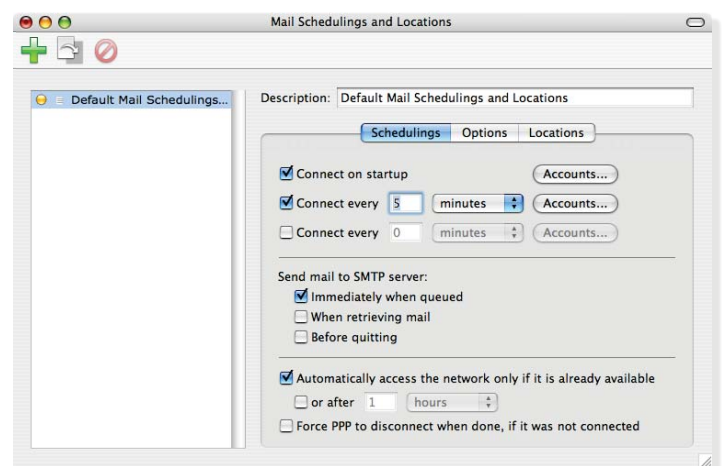 Mail Schedulings and Locations
Default Mail Schedulings...
Description: Default Mail Schedulings and Locations
Schedulings Options Locations
Connect on startup Accounts...
Connect every 5 minutes Accounts...
Connect every 0 minutes Accounts...
Send mail to SMTP server:
Immediately when queued
When retrieving mail
Before quitting
Automatically access the network only if it is already available
or after 1 hours
Force PPP to disconnect when done, if it was not connected